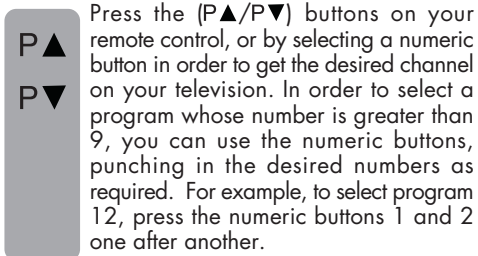 P▲
P▼
Press the (P▲/P▼) buttons on your
remote control, or by selecting a numeric
button in order to get the desired channel
on your television. In order to select a
program whose number is greater than
9, you can use the numeric buttons,
punching in the desired numbers as
required. For example, to select program
12, press the numeric buttons 1 and 2
one after another.